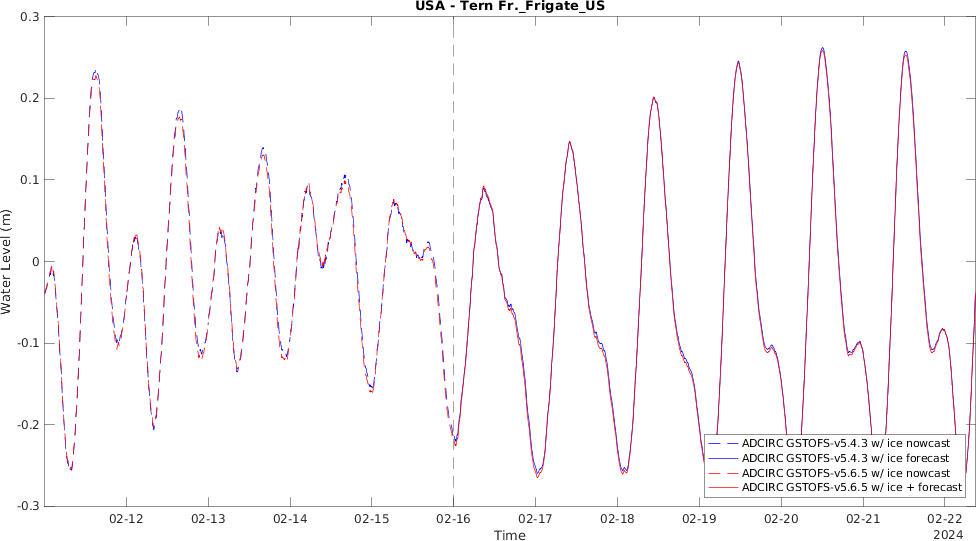 USA - Tern Fr._Frigate_US
0.3
0.2
0.1
0
-0.1
-0.2
-0.3
Water Level (m)
02-12
02-13
02-14
02-15
02-16
02-17
02-18
02-19
02-20
02-21
02-22
Time
2024
ADCIRC GSTOFS-v5.4.3 w/ ice nowcast
ADCIRC GSTOFS-v5.4.3 w/ ice forecast
ADCIRC GSTOFS-v5.6.5 w/ ice nowcast
ADCIRC GSTOFS-v5.6.5 w/ ice + forecast